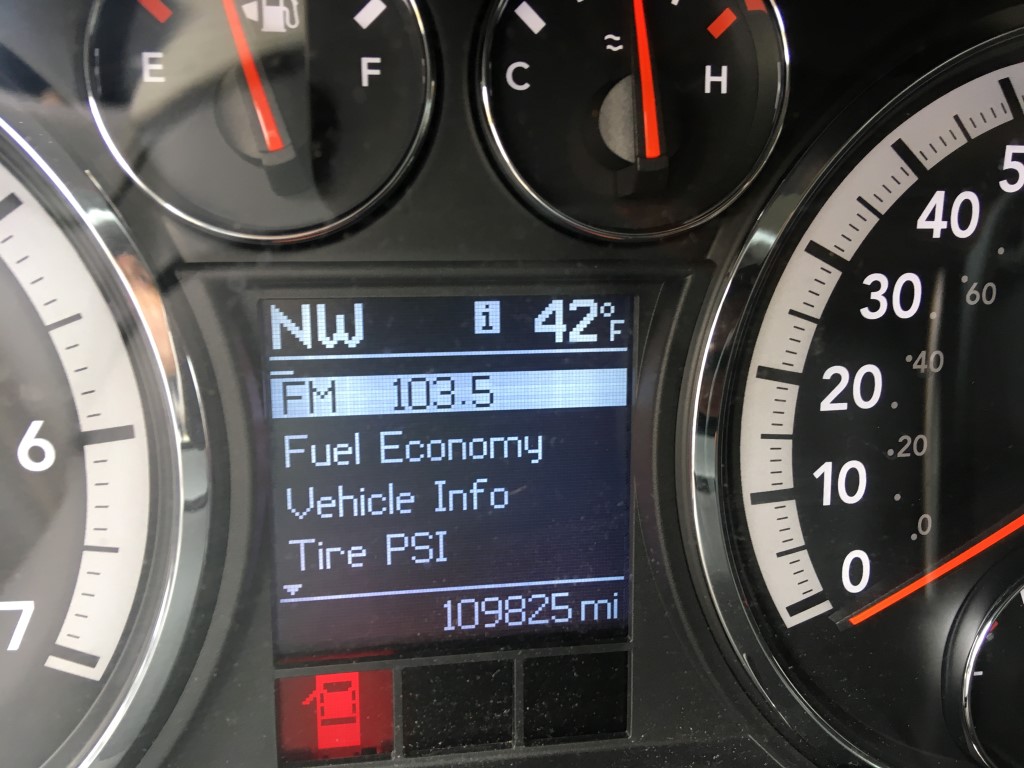 E F
C H
NW i 42°F
FM 103.5
Fuel Economy
Vehicle Info
Tire PSI
109825 mi
6
7
5
40
30
20
10
0
60
40
20
0